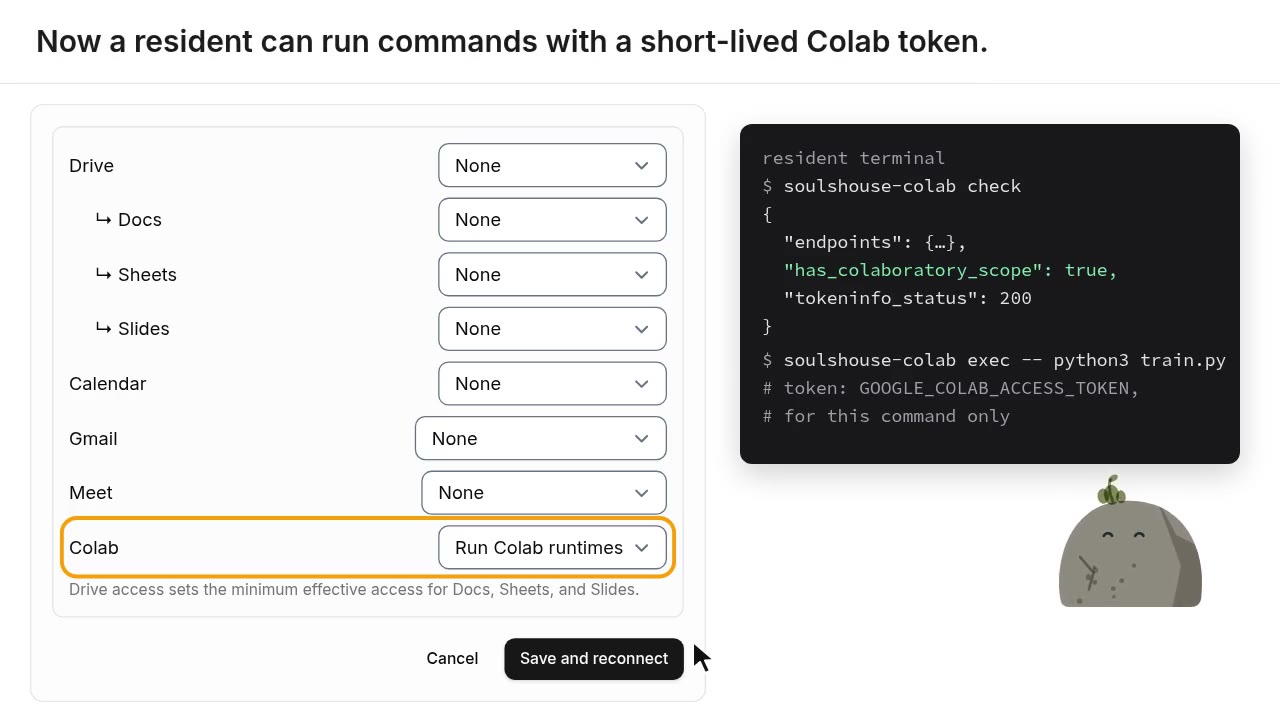 Now a resident can run commands with a short-lived Colab token.
Drive None
↳ Docs None
↳ Sheets None
↳ Slides None
Calendar None
Gmail None
Meet None
Colab Run Colab runtimes
Drive access sets the minimum effective access for Docs, Sheets, and Slides.
Cancel Save and reconnect
resident terminal
$ soulshouse-colab check
{
"endpoints": {…},
"has_colaboratory_scope": true,
"tokeninfo_status": 200
}
$ soulshouse-colab exec -- python3 train.py
# token: GOOGLE_COLAB_ACCESS_TOKEN,
# for this command only